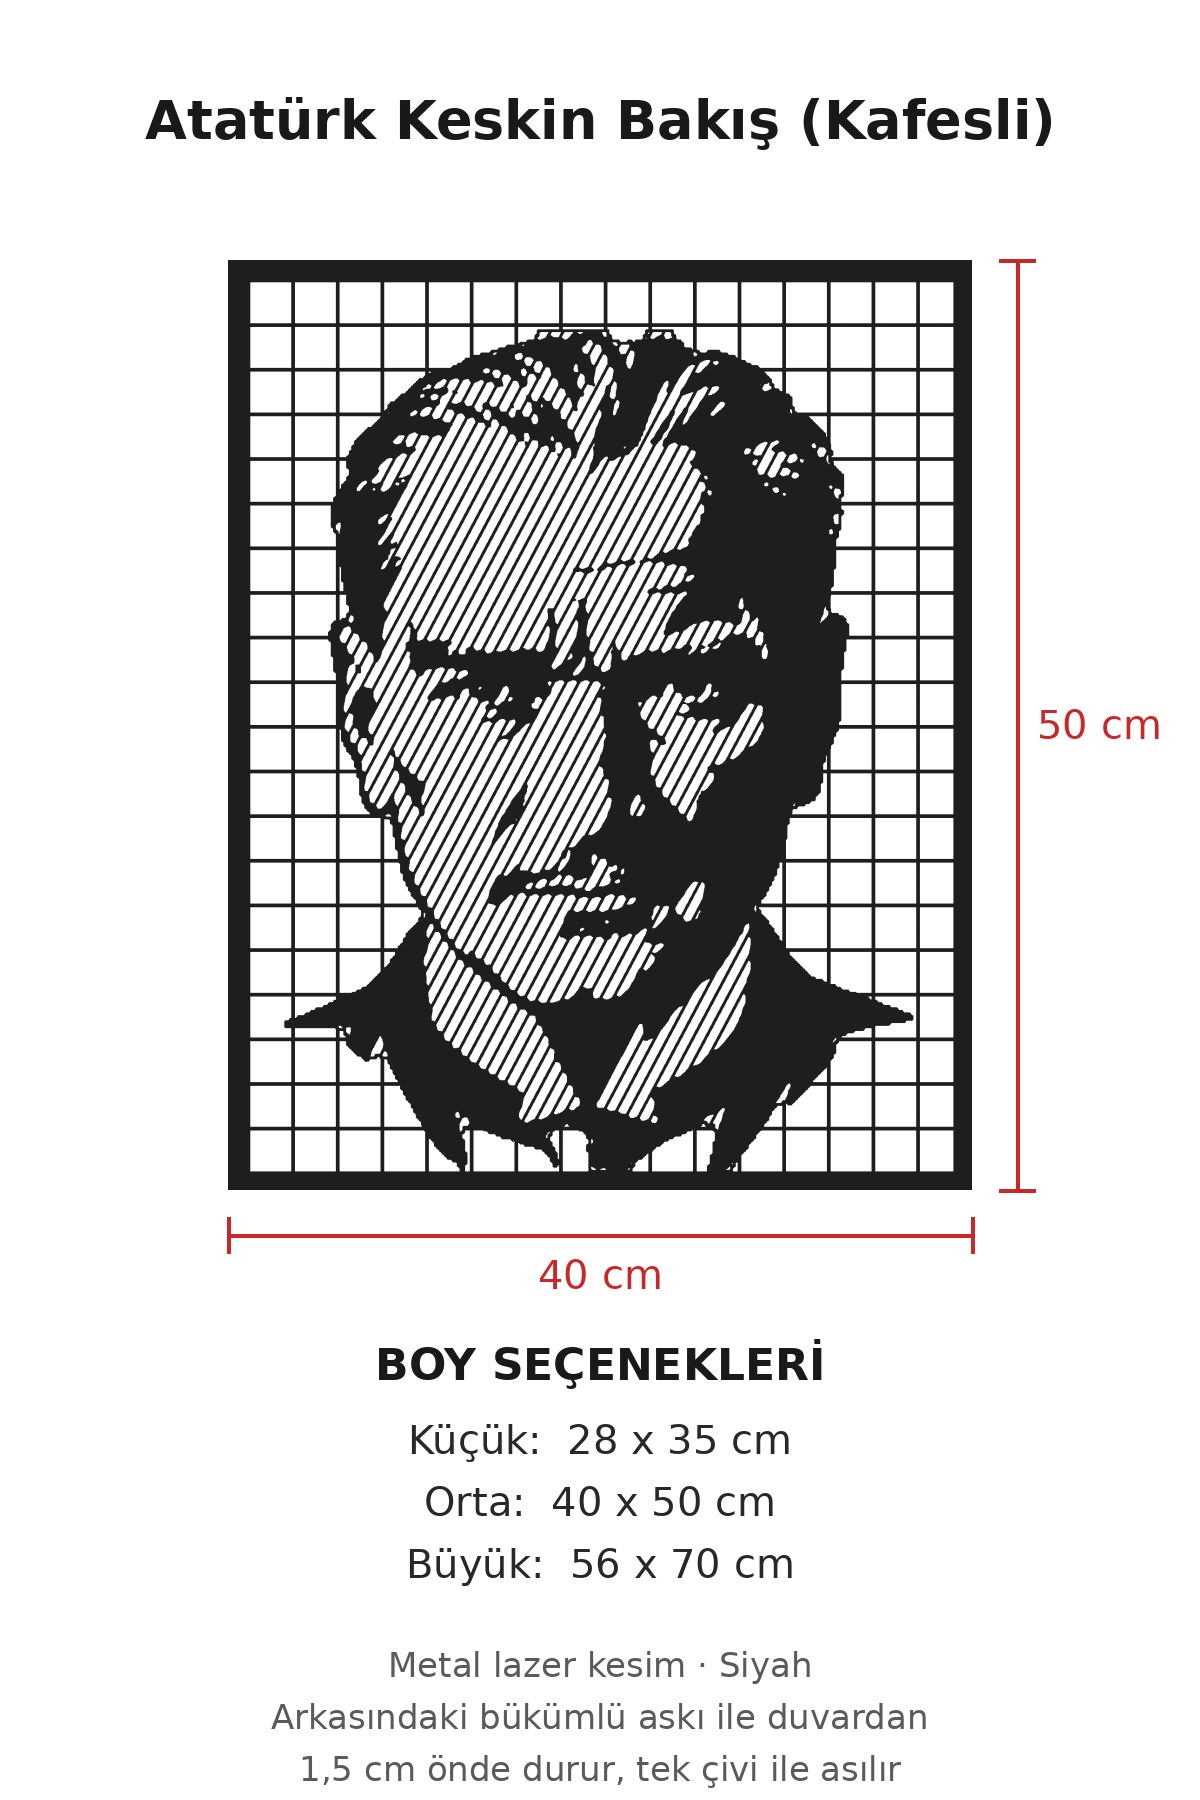 Atatürk Keskin Bakış (Kafesli)
50 cm
40 cm
BOY SEÇENEKLERİ
Küçük: 28 x 35 cm
Orta: 40 x 50 cm
Büyük: 56 x 70 cm
Metal lazer kesim · Siyah
Arkasındaki bükümlü askı ile duvardan
1,5 cm önde durur, tek çivi ile asılır